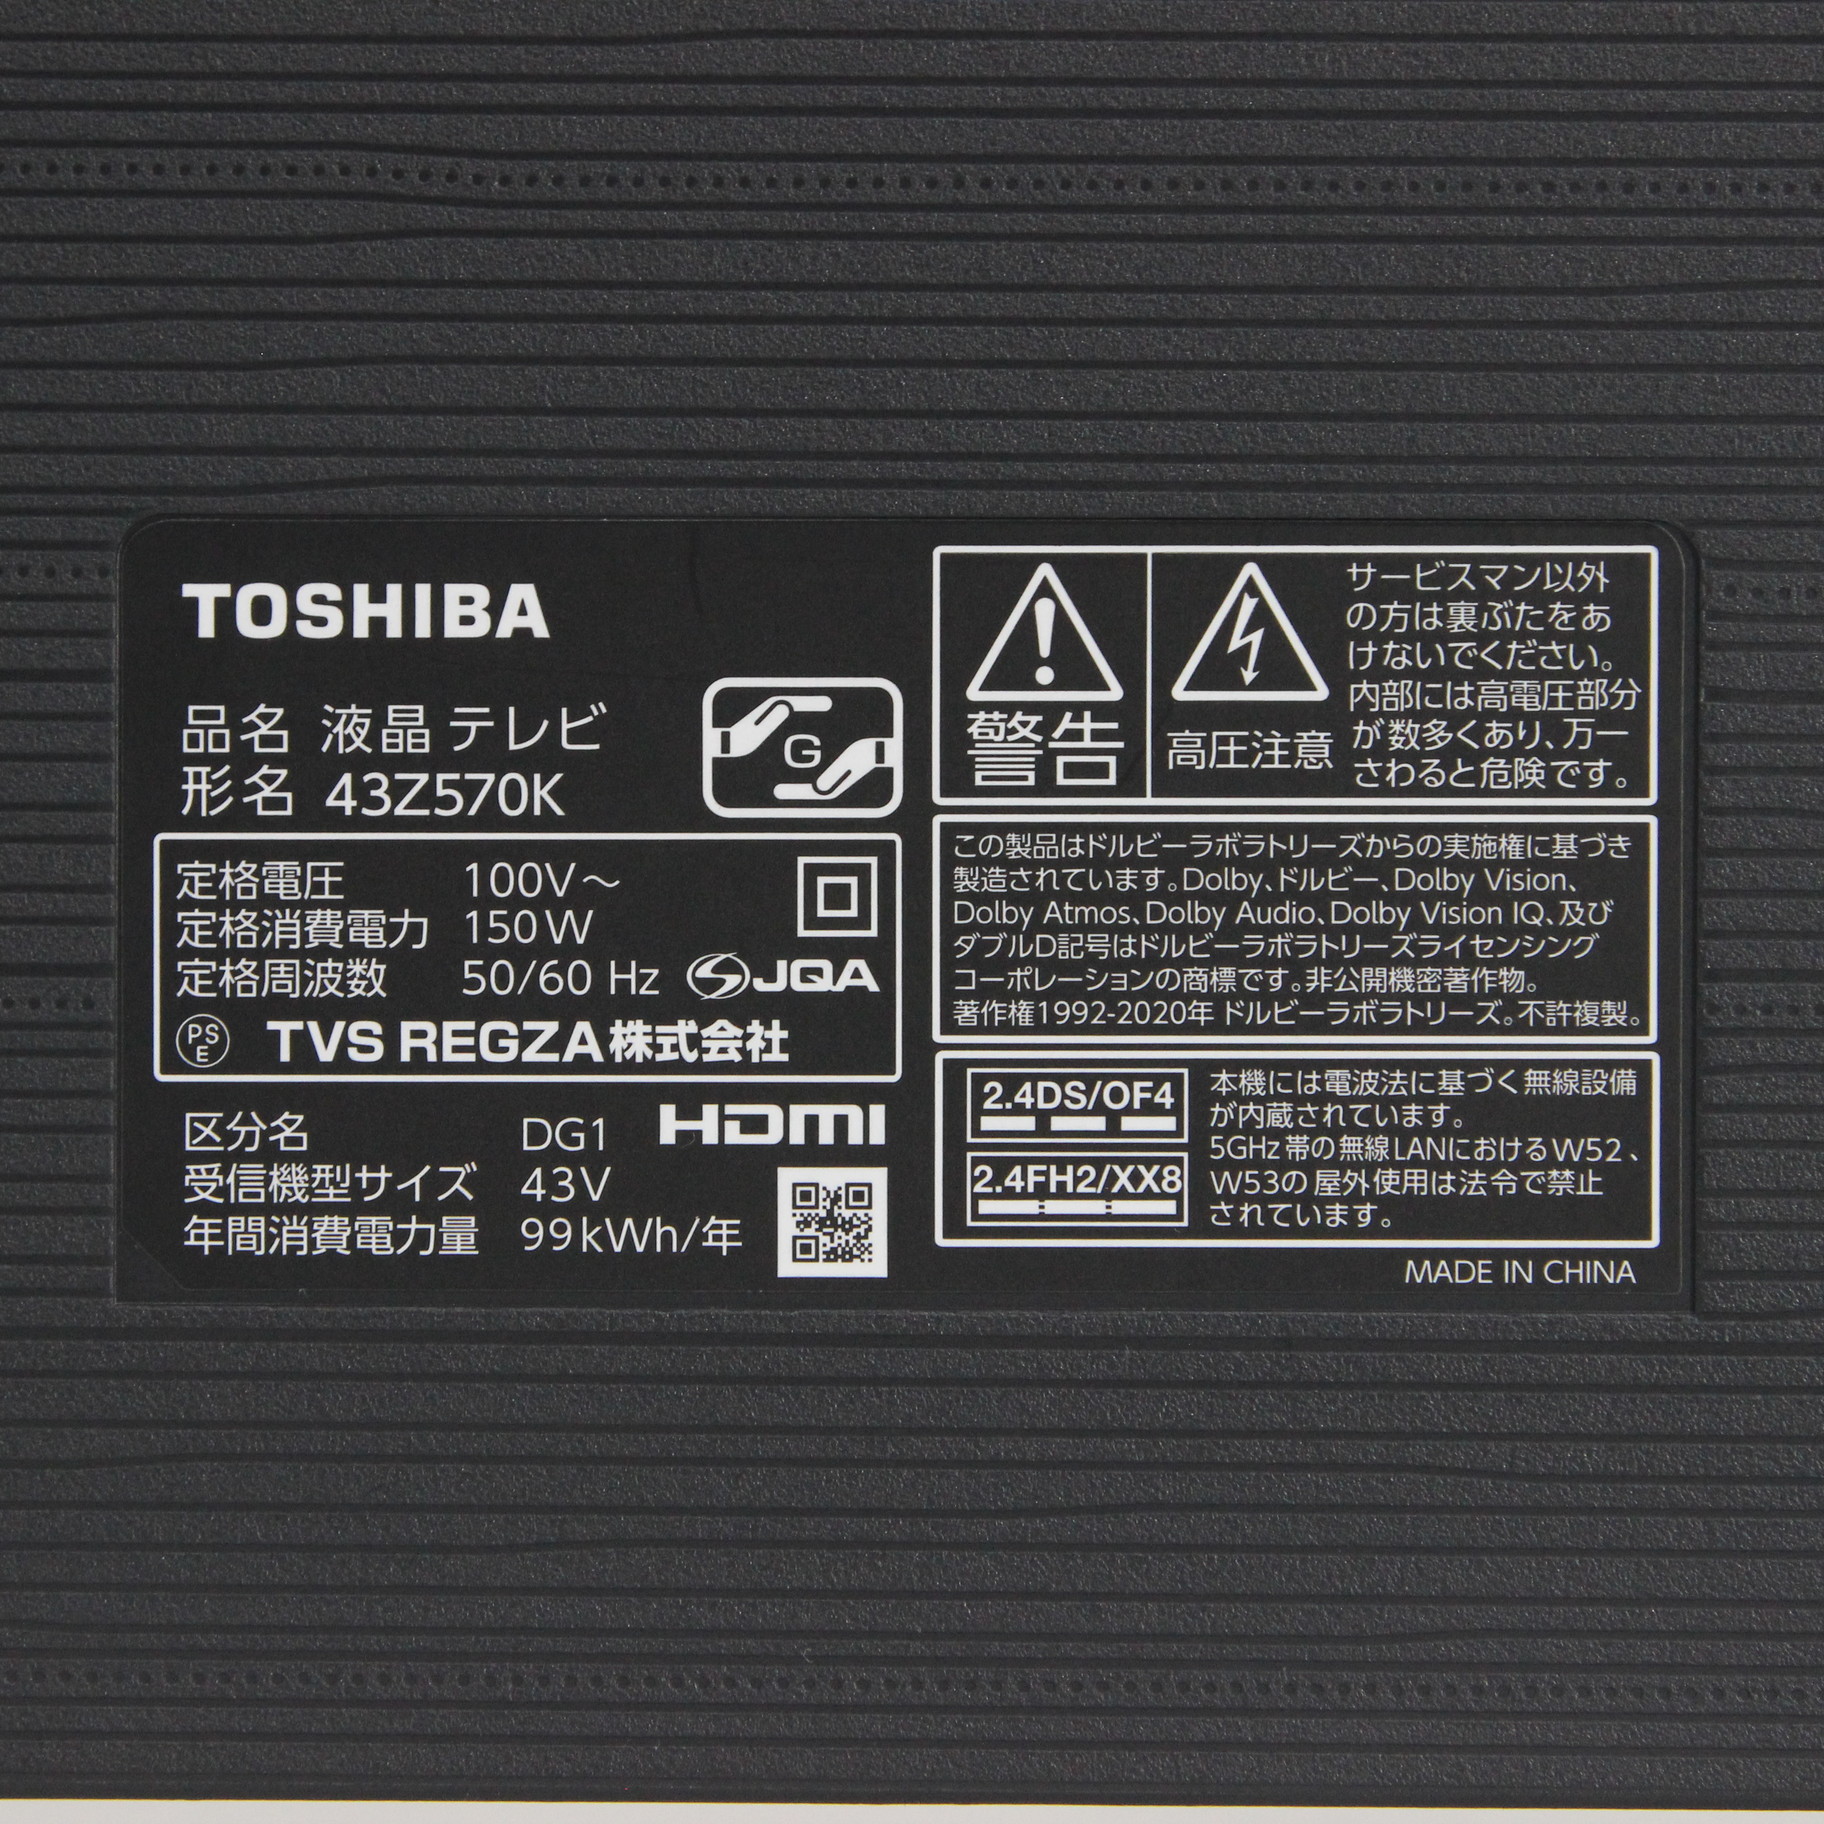 TOSHIBA
品名 液晶テレビ
形名 43Z570K
G
定格電圧 100V～
定格消費電力 150W
定格周波数 50/60 Hz
JQA
PS
E
TVS REGZA株式会社
区分名 DG1
HDMI
受信機型サイズ 43V
年間消費電力量 99kWh/年
警告
高圧注意
サービスマン以外
の方は裏ぶたをあ
けないでください。
内部には高電圧部分
が数多くあり、万一
さわると危険です。
この製品はドルビーラボラトリーズからの実施権に基づき
製造されています。Dolby、ドルビー、Dolby Vision、
Dolby Atmos、Dolby Audio、Dolby Vision IQ、及び
ダブルD記号はドルビーラボラトリーズライセンシング
コーポレーションの商標です。非公開機密著作物。
著作権1992-2020年 ドルビーラボラトリーズ。不許複製。
2.4DS/OF4
2.4FH2/XX8
本機には電波法に基づく無線設備
が内蔵されています。
5GHz帯の無線LANにおけるW52、
W53の屋外使用は法令で禁止
されています。
MADE IN CHINA